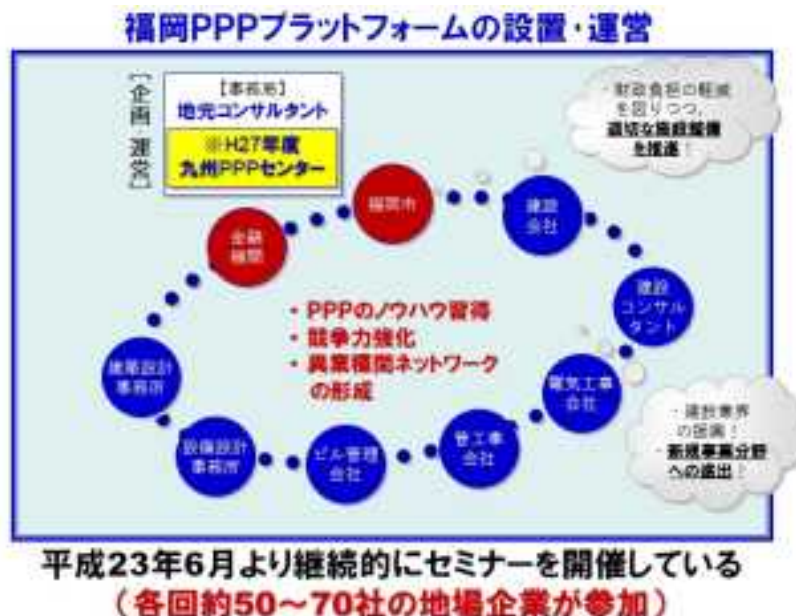 福岡PPPプラットフォームの設置・運営
[企画・運営]
【事務局】
地元コンサルタント
※H27年度
九州PPPセンター
・財政負担の軽減
を図りつつ、
適切な施設整備
を推進！
福岡市
建設
会社
金融
機関
建設
コンサル
タント
・PPPのノウハウ習得
・競争力強化
・異業種間ネットワーク
の形成
建築設計
事務所
電気工事
会社
設備設計
事務所
ビル管理
会社
管工事
会社
・建設業界
の振興！
・新規事業分野
への進出！
平成23年6月より継続的にセミナーを開催している
（各回約50～70社の地場企業が参加）